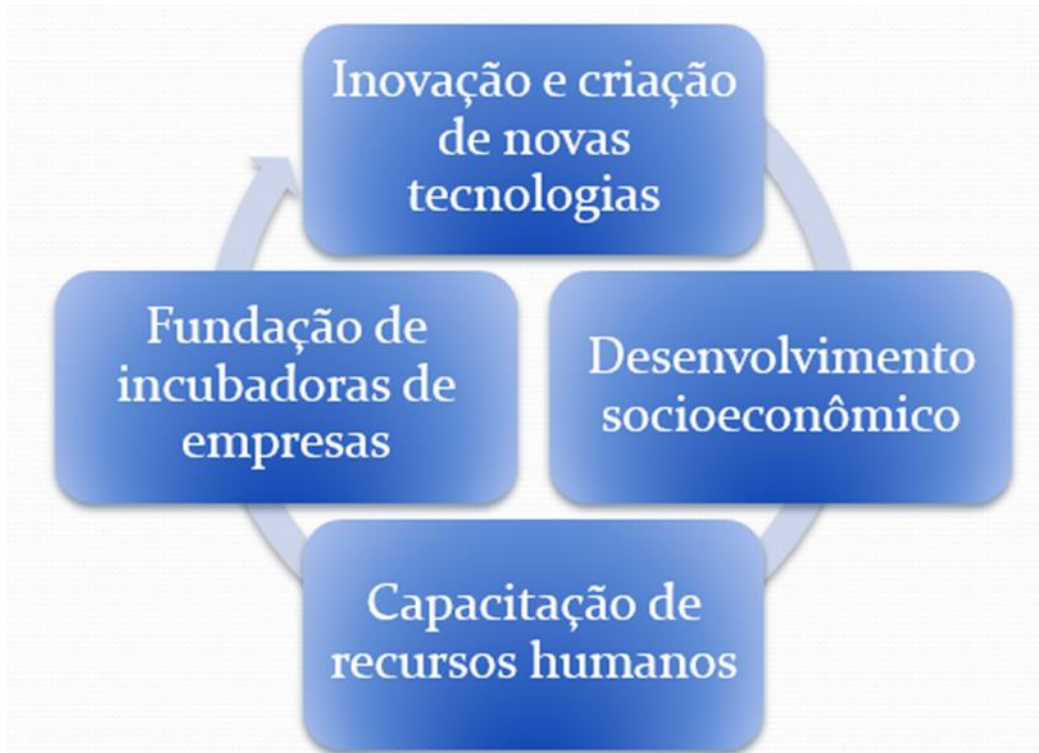 Inovação e criação
de novas
tecnologias
Desenvolvimento
socioeconômico
Capacitação de
recursos humanos
Fundação de
incubadoras de
empresas